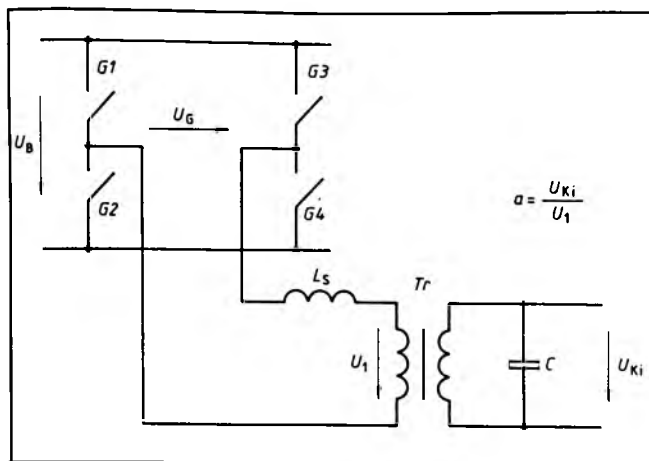 G1
G3
U_G
U_B
G2
G4
a = U_Ki / U_1
L_S
Tr
U_1
C
U_Ki